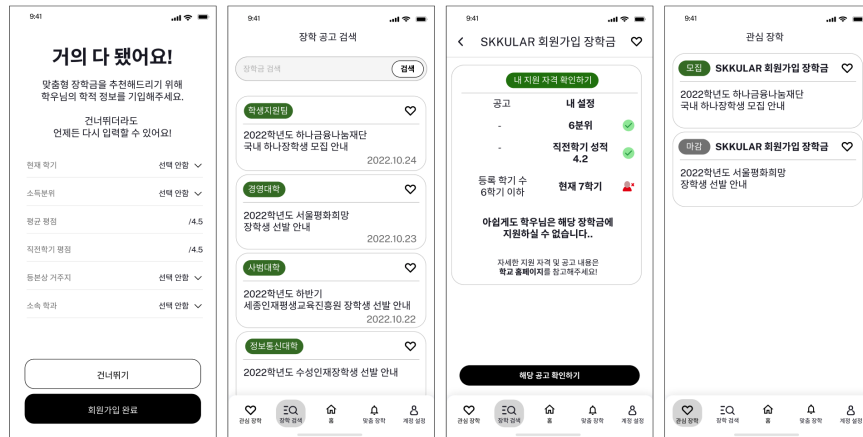 9:41
거의 다 됐어요!
맞춤형 장학금을 추천해드리기 위해
학우님의 학적 정보를 기입해주세요.
건너뛰더라도
언제든 다시 입력할 수 있어요!
현재 학기 선택 안함
소득분위 선택 안함
평균 평점 /4.5
직전학기 평점 /4.5
등본상 거주지 선택 안함
소속 학과 선택 안함
건너뛰기
회원가입 완료
9:41
장학 공고 검색
장학금 검색 검색
학생지원팀
2022학년도 하나금융나눔재단
국내 하나장학생 모집 안내
2022.10.24
경영대학
2022학년도 서울평화희망
장학생 선발 안내
2022.10.23
사범대학
2022학년도 하반기
세종인재평생교육진흥원 장학생 선발 안내
2022.10.22
정보통신대학
2022학년도 수성인재장학생 선발 안내
관심 장학 장학 검색 홈 맞춤 장학 계정 설정
9:41
SKKULAR 회원가입 장학금
내 지원 자격 확인하기
공고 내 설정
- 6분위
- 직전학기 성적
4.2
등록 학기 수
6학기 이하 현재 7학기
아쉽게도 학우님은 해당 장학금에
지원하실 수 없습니다..
자세한 지원 자격 및 공고 내용은
학교 홈페이지를 참고해주세요!
해당 공고 확인하기
관심 장학 장학 검색 홈 맞춤 장학 계정 설정
9:41
관심 장학
모집 SKKULAR 회원가입 장학금
2022학년도 하나금융나눔재단
국내 하나장학생 모집 안내
마감 SKKULAR 회원가입 장학금
2022학년도 서울평화희망
장학생 선발 안내
관심 장학 장학 검색 홈 맞춤 장학 계정 설정